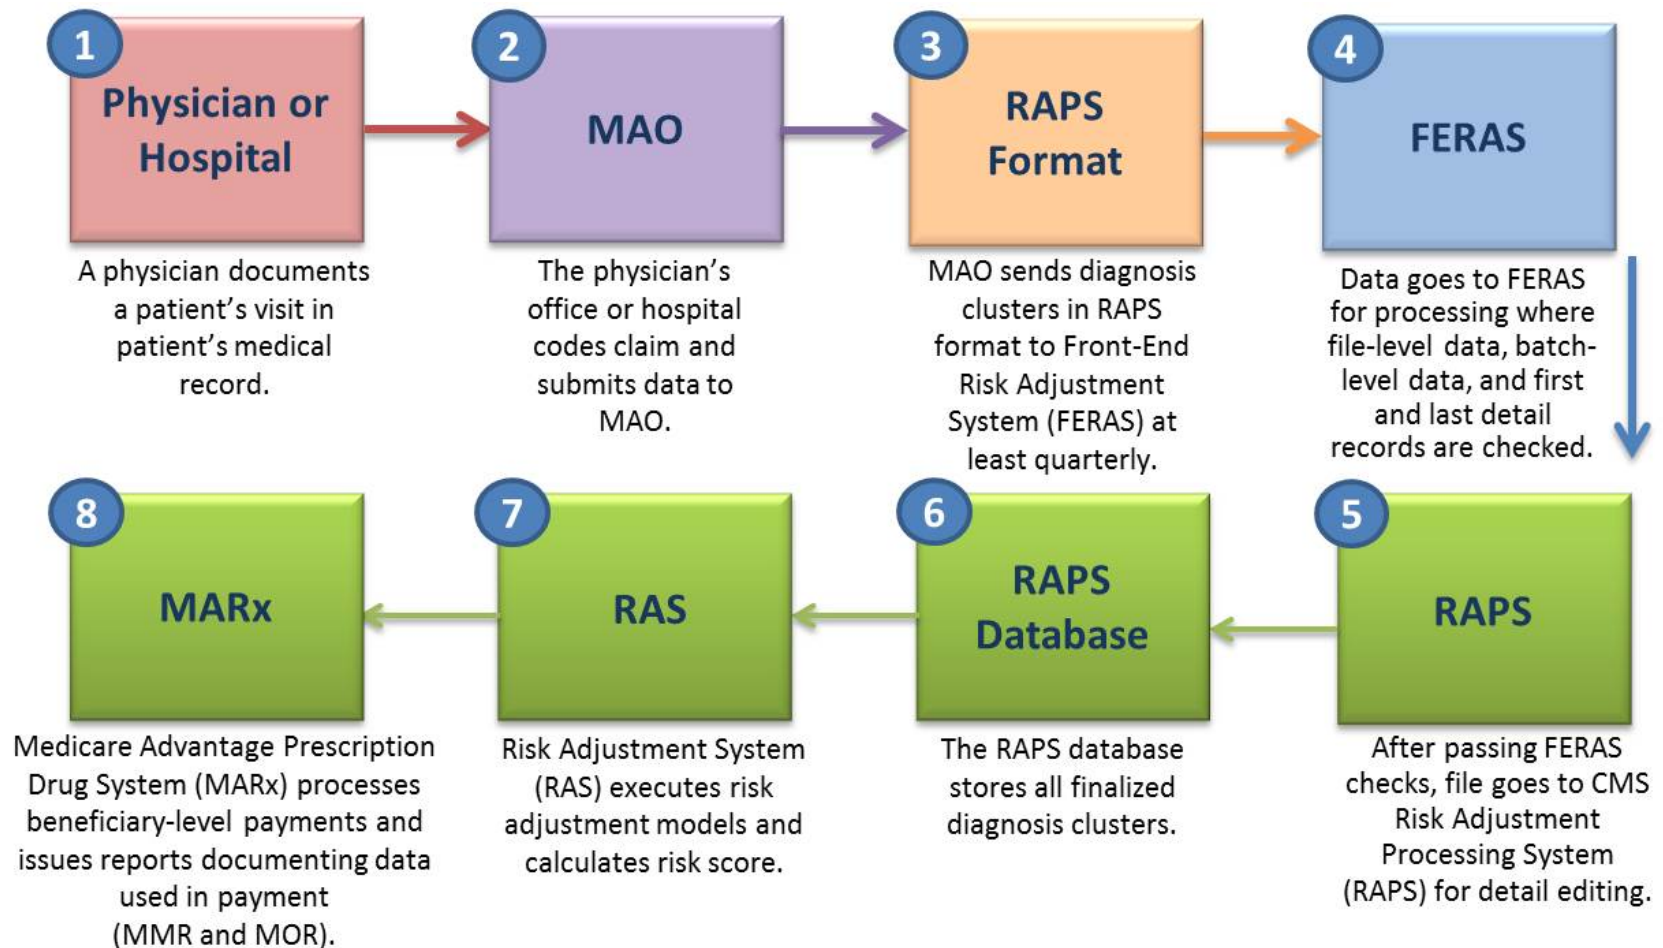 1
Physician or
Hospital
A physician documents
a patient's visit in
patient's medical
record.
2
MAO
The physician's
office or hospital
codes claim and
submits data to
MAO.
3
RAPS
Format
MAO sends diagnosis
clusters in RAPS
format to Front-End
Risk Adjustment
System (FERAS) at
least quarterly.
4
FERAS
Data goes to FERAS
for processing where
file-level data, batch-
level data, and first
and last detail
records are checked.
5
RAPS
After passing FERAS
checks, file goes to CMS
Risk Adjustment
Processing System
(RAPS) for detail editing.
6
RAPS
Database
The RAPS database
stores all finalized
diagnosis clusters.
7
RAS
Risk Adjustment System
(RAS) executes risk
adjustment models and
calculates risk score.
8
MARx
Medicare Advantage Prescription
Drug System (MARx) processes
beneficiary-level payments and
issues reports documenting data
used in payment
(MMR and MOR).